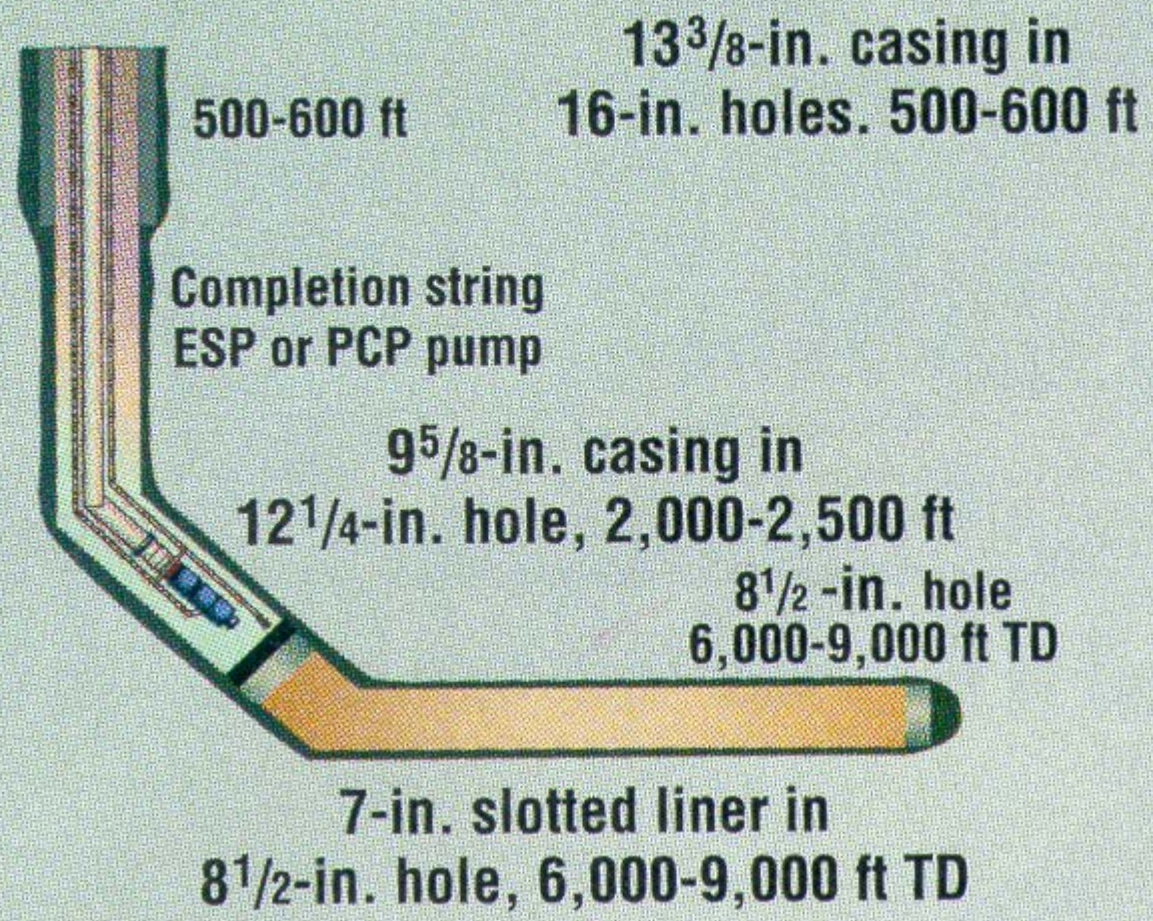 13³/8-in. casing in
16-in. holes. 500-600 ft
500-600 ft
Completion string
ESP or PCP pump
9⁵/8-in. casing in
12¹/4-in. hole, 2,000-2,500 ft
8¹/2 -in. hole
6,000-9,000 ft TD
7-in. slotted liner in
8¹/2-in. hole, 6,000-9,000 ft TD